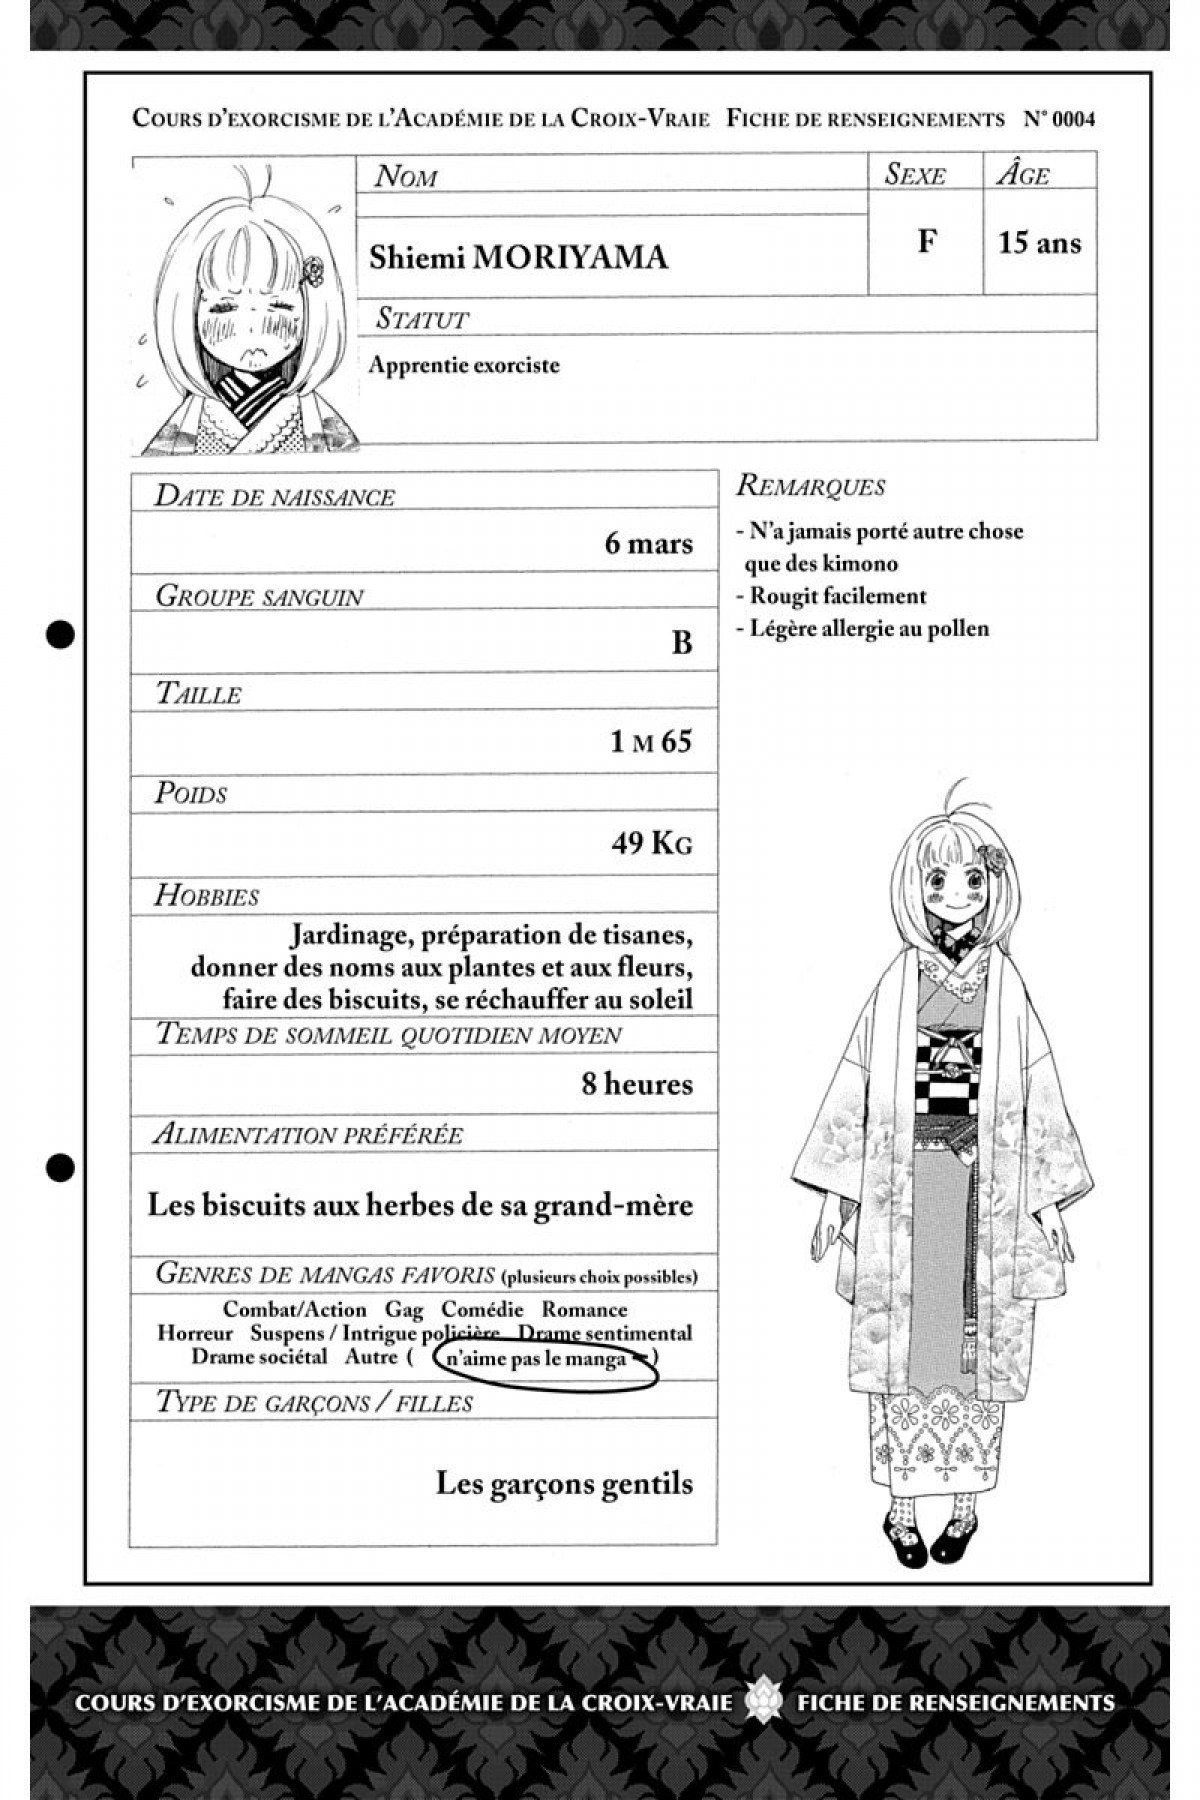 COURS D'EXORCISME DE L'ACADÉMIE DE LA CROIX-VRAIE FICHE DE RENSEIGNEMENTS N° 0004
NOM
SEXE
ÂGE
Shiemi MORIYAMA
F
15 ans
STATUT
Apprentie exorciste
DATE DE NAISSANCE
6 mars
GROUPE SANGUIN
B
TAILLE
1 M 65
POIDS
49 KG
HOBBIES
Jardinage, préparation de tisanes,
donner des noms aux plantes et aux fleurs,
faire des biscuits, se réchauffer au soleil
TEMPS DE SOMMEIL QUOTIDIEN MOYEN
8 heures
ALIMENTATION PRÉFÉRÉE
Les biscuits aux herbes de sa grand-mère
GENRES DE MANGAS FAVORIS (plusieurs choix possibles)
Combat/Action Gag Comédie Romance
Horreur Suspens / Intrigue policière Drame sentimental
Drame sociétal Autre ( n'aime pas le manga )
TYPE DE GARÇONS / FILLES
Les garçons gentils
REMARQUES
- N'a jamais porté autre chose
que des kimono
- Rougit facilement
- Légère allergie au pollen
COURS D'EXORCISME DE L'ACADÉMIE DE LA CROIX-VRAIE FICHE DE RENSEIGNEMENTS